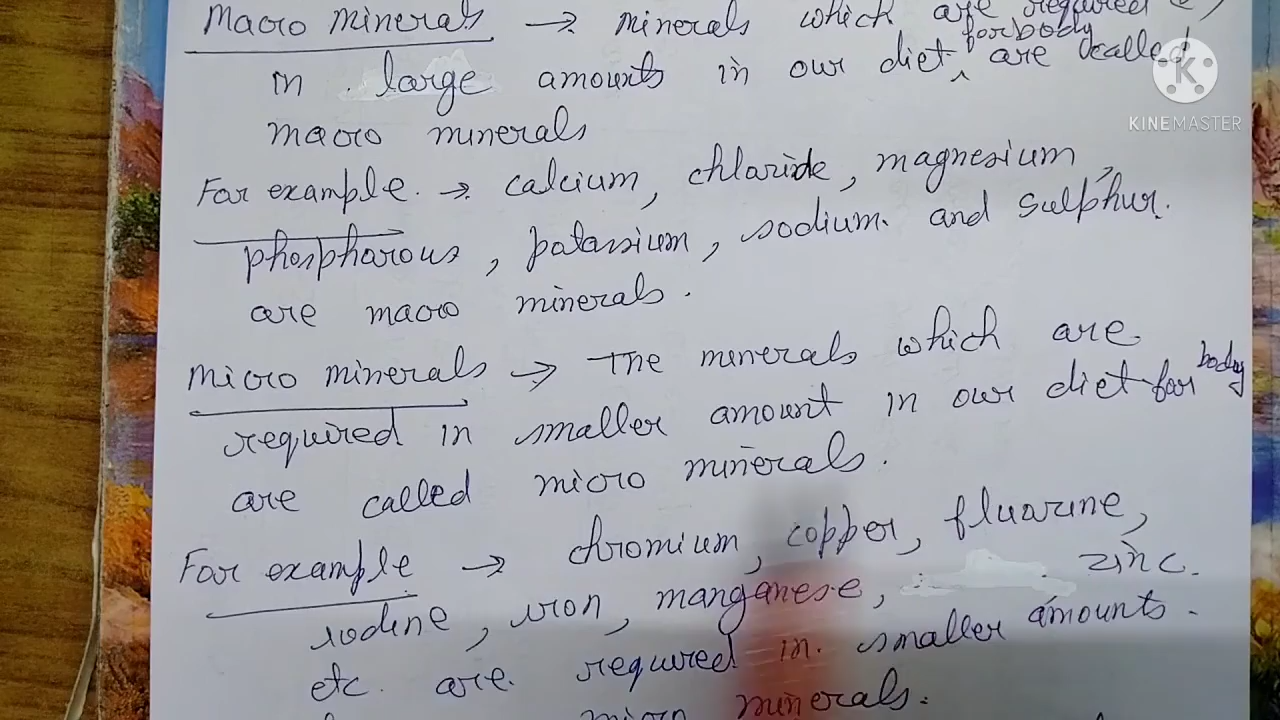 Macro minerals → minerals which are required
in large amounts in our diet for body are called
macro minerals
For example → calcium, chloride, magnesium,
phospharous, potassium, sodium and sulphur.
are macro minerals.
Micro minerals → The minerals which are
required in smaller amount in our diet for body
are called micro minerals.
For example → chromium, copper, fluarine,
iodine, iron, manganese, zinc.
etc. are required in smaller amounts.
micro minerals.
KINEMASTER